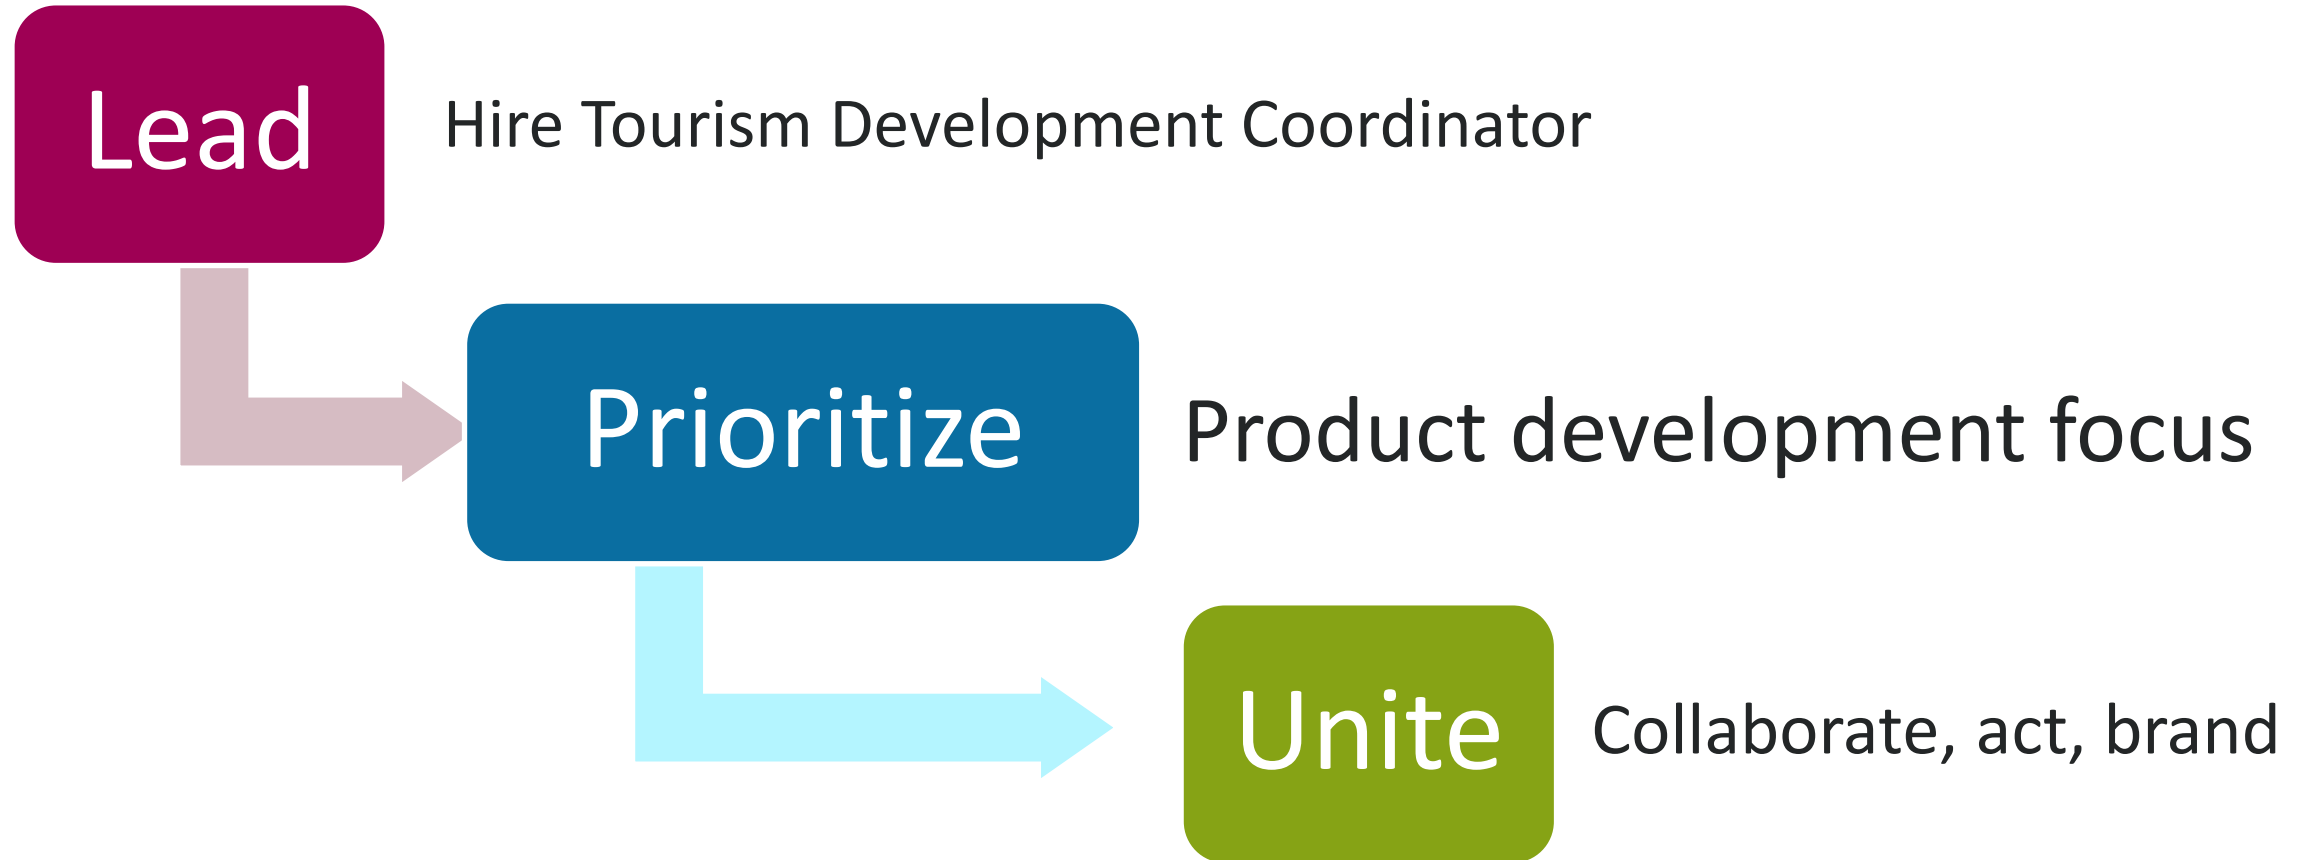 Lead
Hire Tourism Development Coordinator
Prioritize
Product development focus
Unite
Collaborate, act, brand